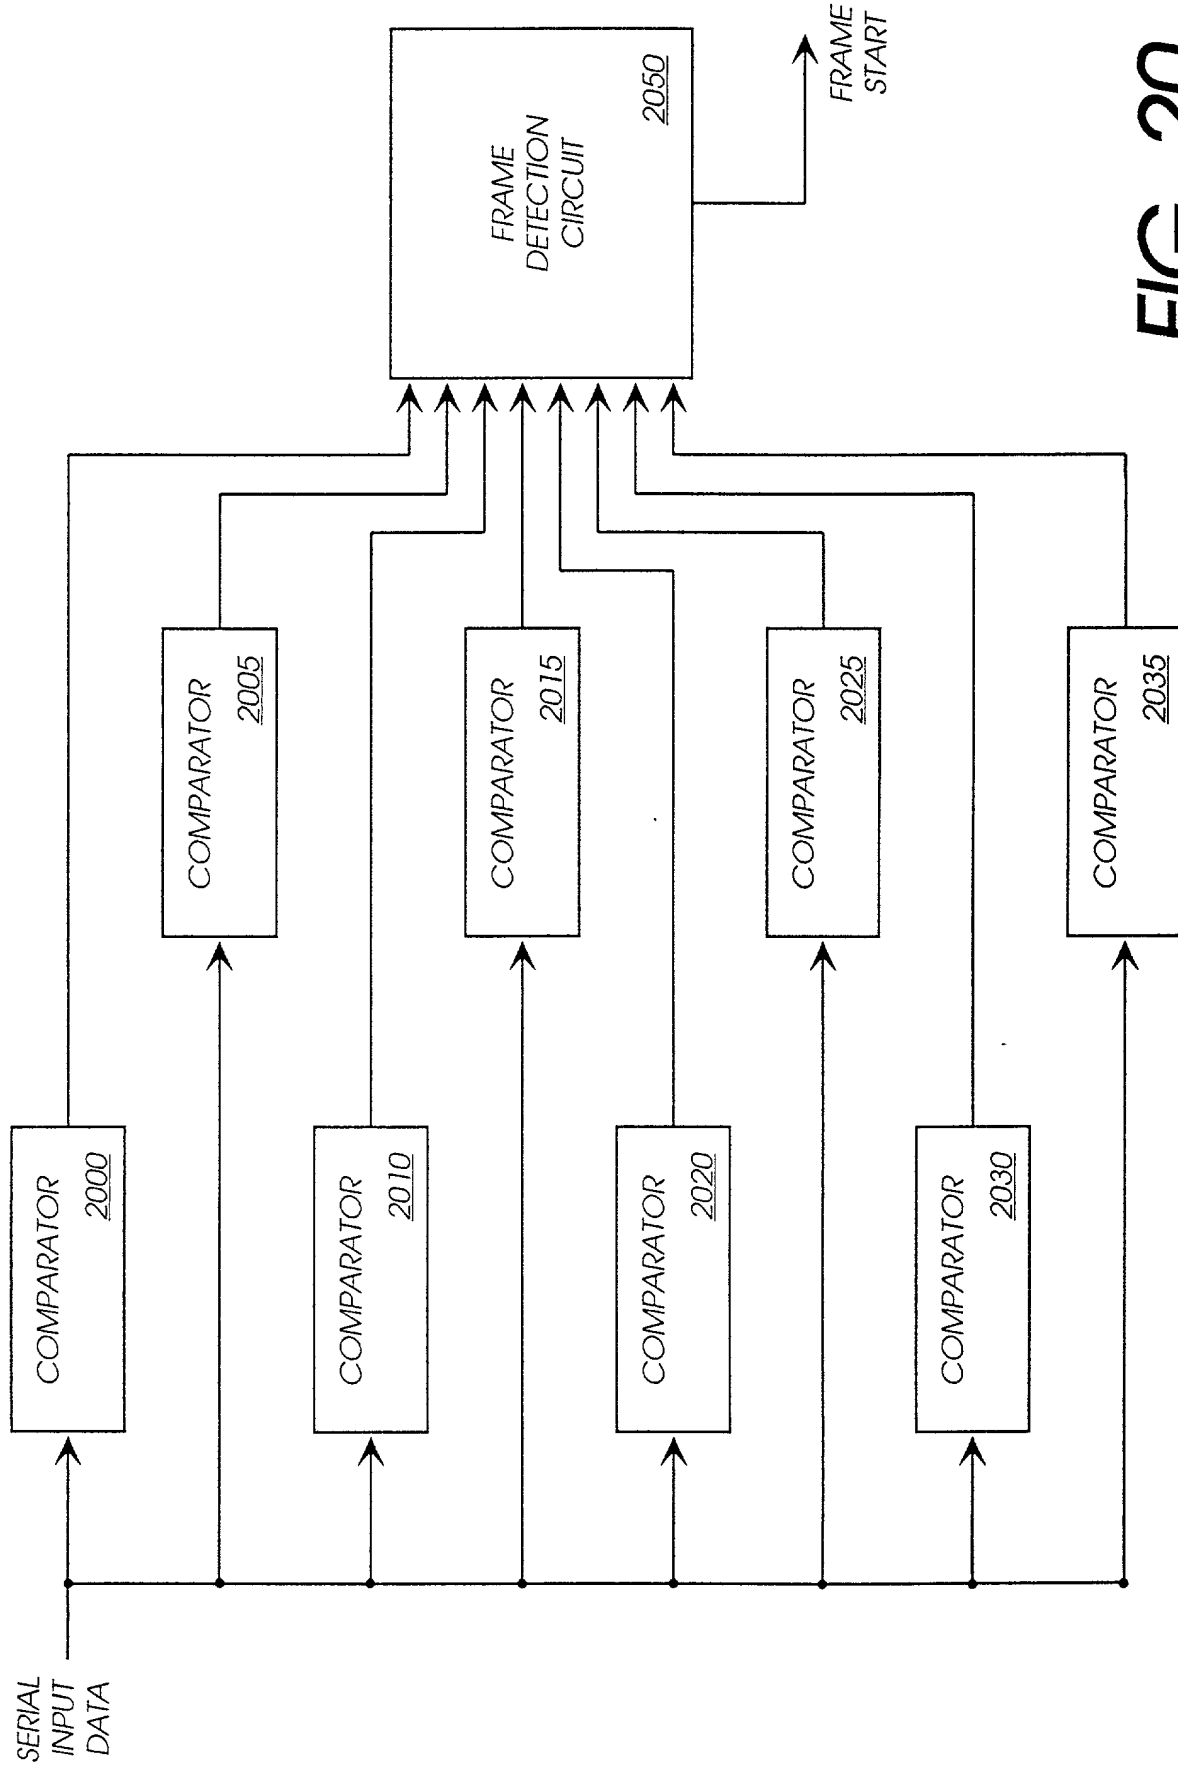 SERIAL
INPUT
DATA
COMPARATOR
2000
COMPARATOR
2005
COMPARATOR
2010
COMPARATOR
2015
COMPARATOR
2020
COMPARATOR
2025
COMPARATOR
2030
COMPARATOR
2035
FRAME
DETECTION
CIRCUIT
2050
FRAME
START
FIG_20